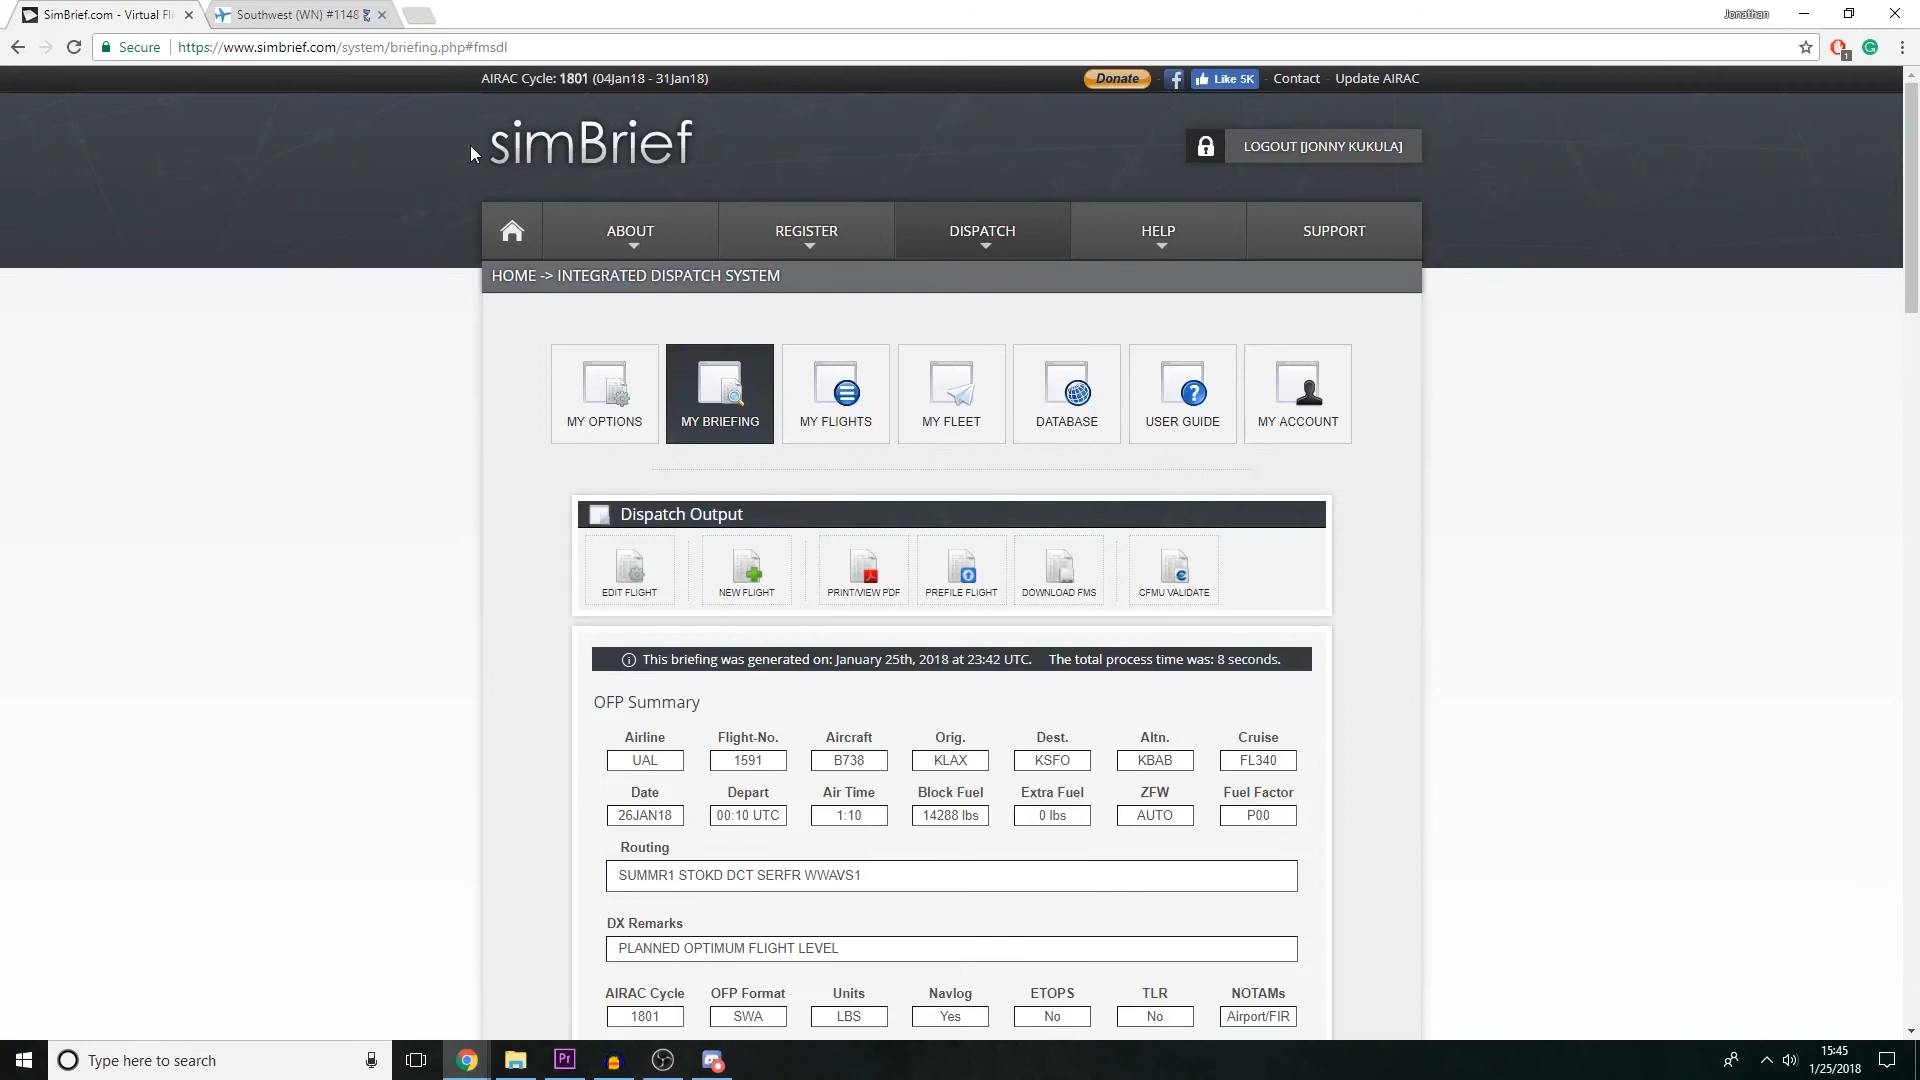 SimBrief.com - Virtual Fli
Southwest (WN) #1148
Jonathan
Secure
https://www.simbrief.com/system/briefing.php#fmsdl
1
AIRAC Cycle: 1801 (04Jan18 - 31Jan18)
Donate
Like 5K
Contact
Update AIRAC
simBrief
LOGOUT [JONNY KUKULA]
ABOUT
REGISTER
DISPATCH
HELP
SUPPORT
HOME -> INTEGRATED DISPATCH SYSTEM
MY OPTIONS
MY BRIEFING
MY FLIGHTS
MY FLEET
DATABASE
USER GUIDE
MY ACCOUNT
Dispatch Output
EDIT FLIGHT
NEW FLIGHT
PRINT/VIEW PDF
PREFILE FLIGHT
DOWNLOAD FMS
CFMU VALIDATE
This briefing was generated on: January 25th, 2018 at 23:42 UTC. The total process time was: 8 seconds.
OFP Summary
Airline Flight-No. Aircraft Orig. Dest. Altn. Cruise
UAL 1591 B738 KLAX KSFO KBAB FL340
Date Depart Air Time Block Fuel Extra Fuel ZFW Fuel Factor
26JAN18 00:10 UTC 1:10 14288 lbs 0 lbs AUTO P00
Routing
SUMMR1 STOKD DCT SERFR WWAVS1
DX Remarks
PLANNED OPTIMUM FLIGHT LEVEL
AIRAC Cycle OFP Format Units Navlog ETOPS TLR NOTAMs
1801 SWA LBS Yes No No Airport/FIR
Type here to search
Pr
15:45
1/25/2018